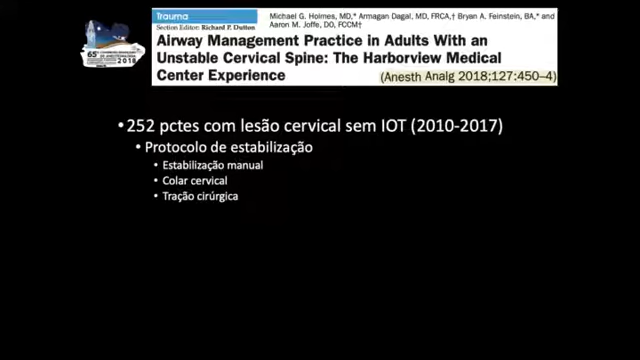 Trauma
Section Editor: Richard P. Dutton
Michael G. Holmes, MD,* Armagan Dagal, MD, FRCA,† Bryan A. Feinstein, BA,* and
Aaron M. Joffe, DO, FCCM†
Airway Management Practice in Adults With an
Unstable Cervical Spine: The Harborview Medical
Center Experience
(Anesth Analg 2018;127:450–4)
65º
2018
•252 pctes com lesão cervical sem IOT (2010-2017)
• Protocolo de estabilização
• Estabilização manual
• Colar cervical
• Tração cirúrgica